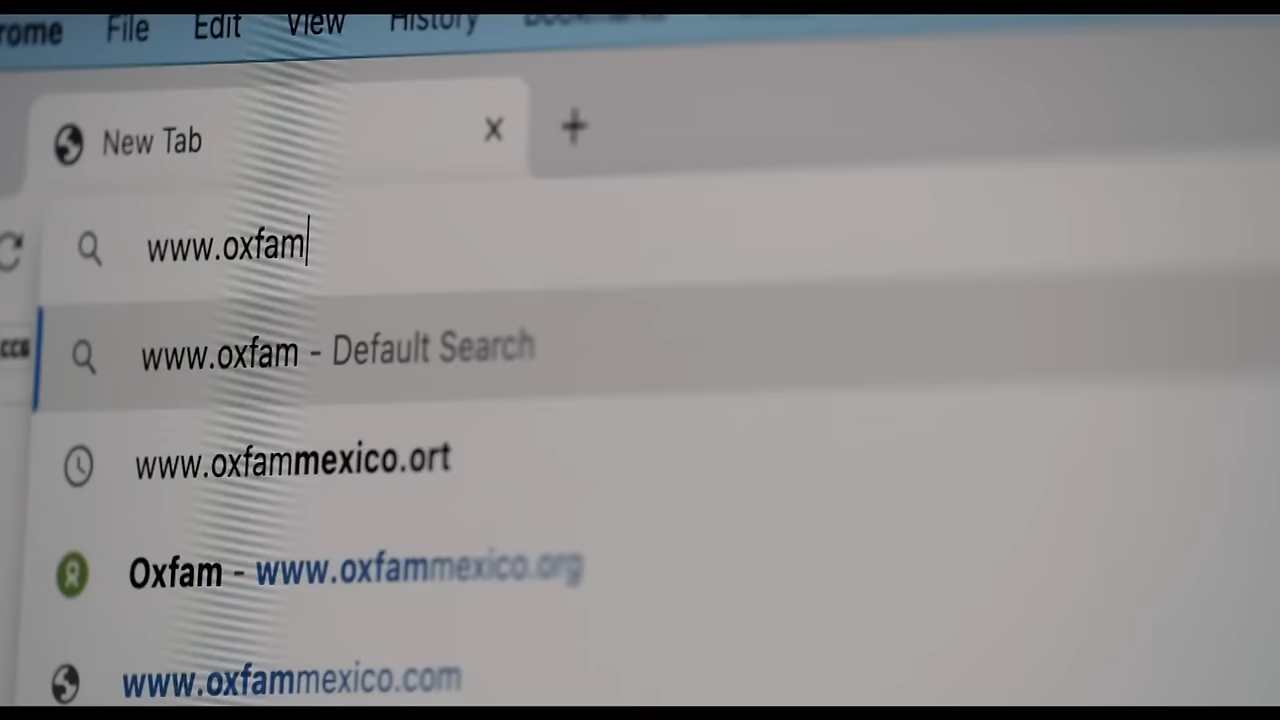 rome File Edit View History Bookmarks
New Tab
www.oxfam
www.oxfam - Default Search
www.oxfammexico.ort
Oxfam - www.oxfammexico.org
www.oxfammexico.com